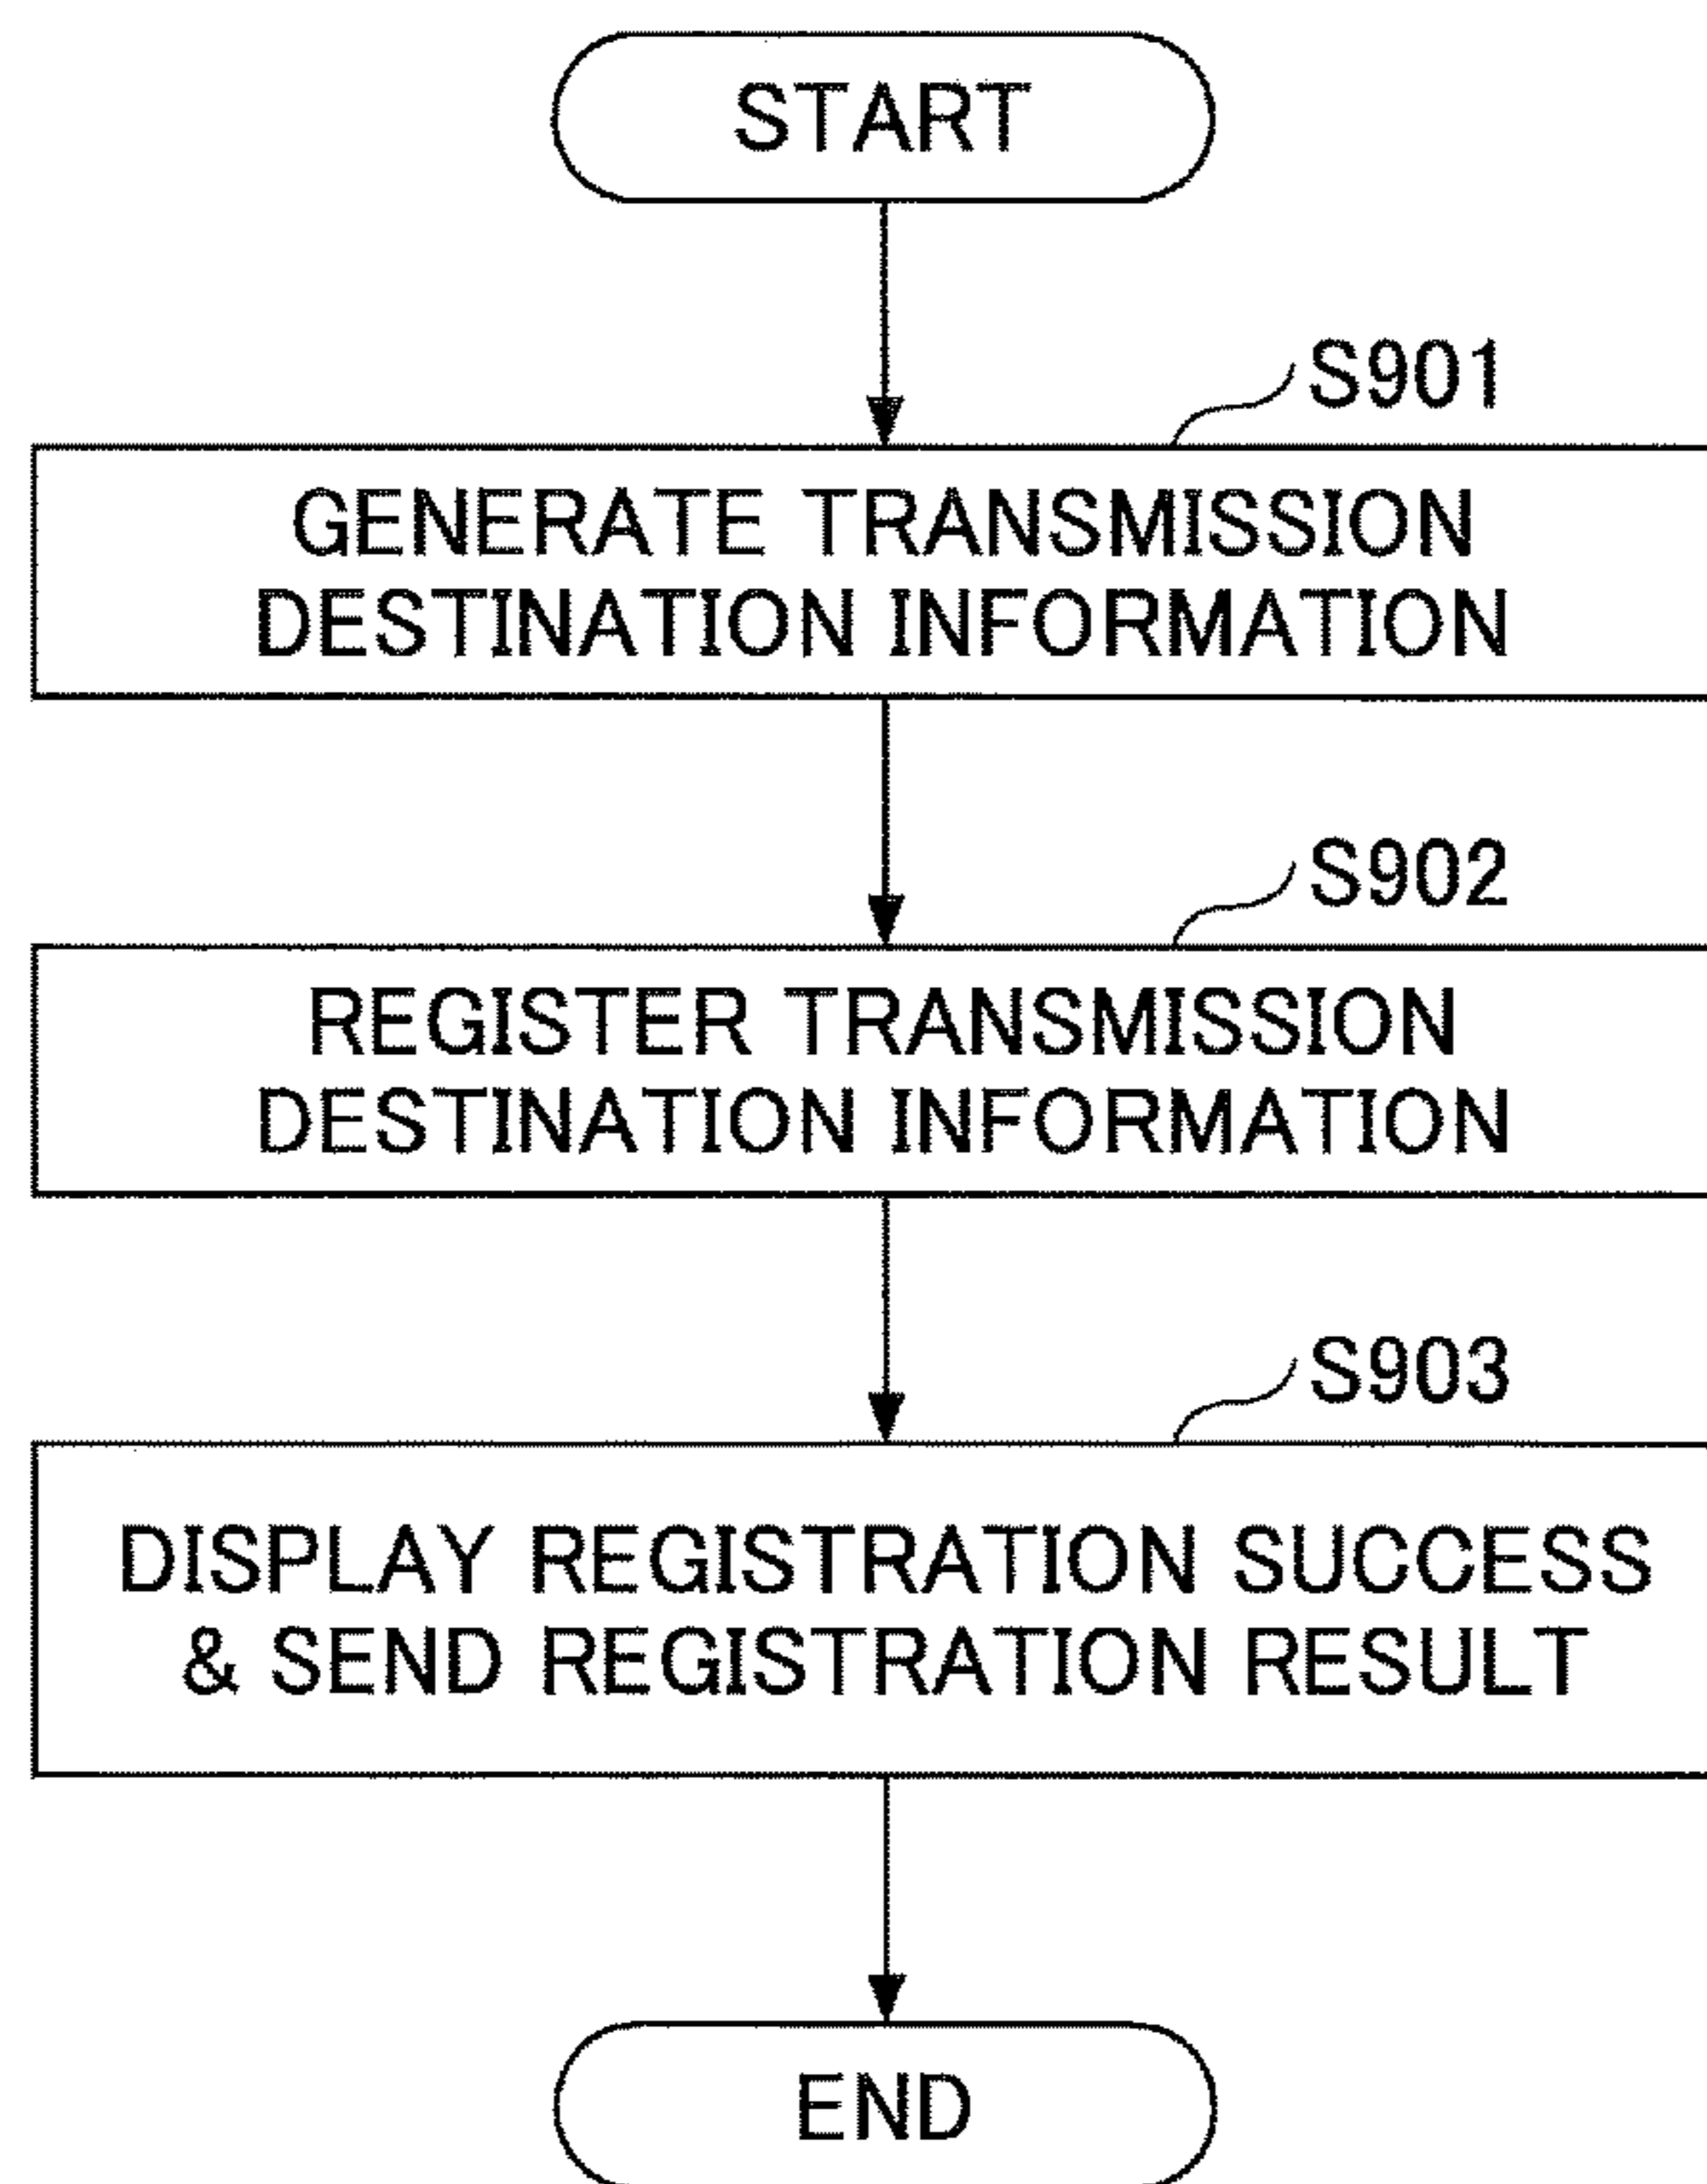 START
S901
GENERATE TRANSMISSION
DESTINATION INFORMATION
S902
REGISTER TRANSMISSION
DESTINATION INFORMATION
S903
DISPLAY REGISTRATION SUCCESS
& SEND REGISTRATION RESULT
END